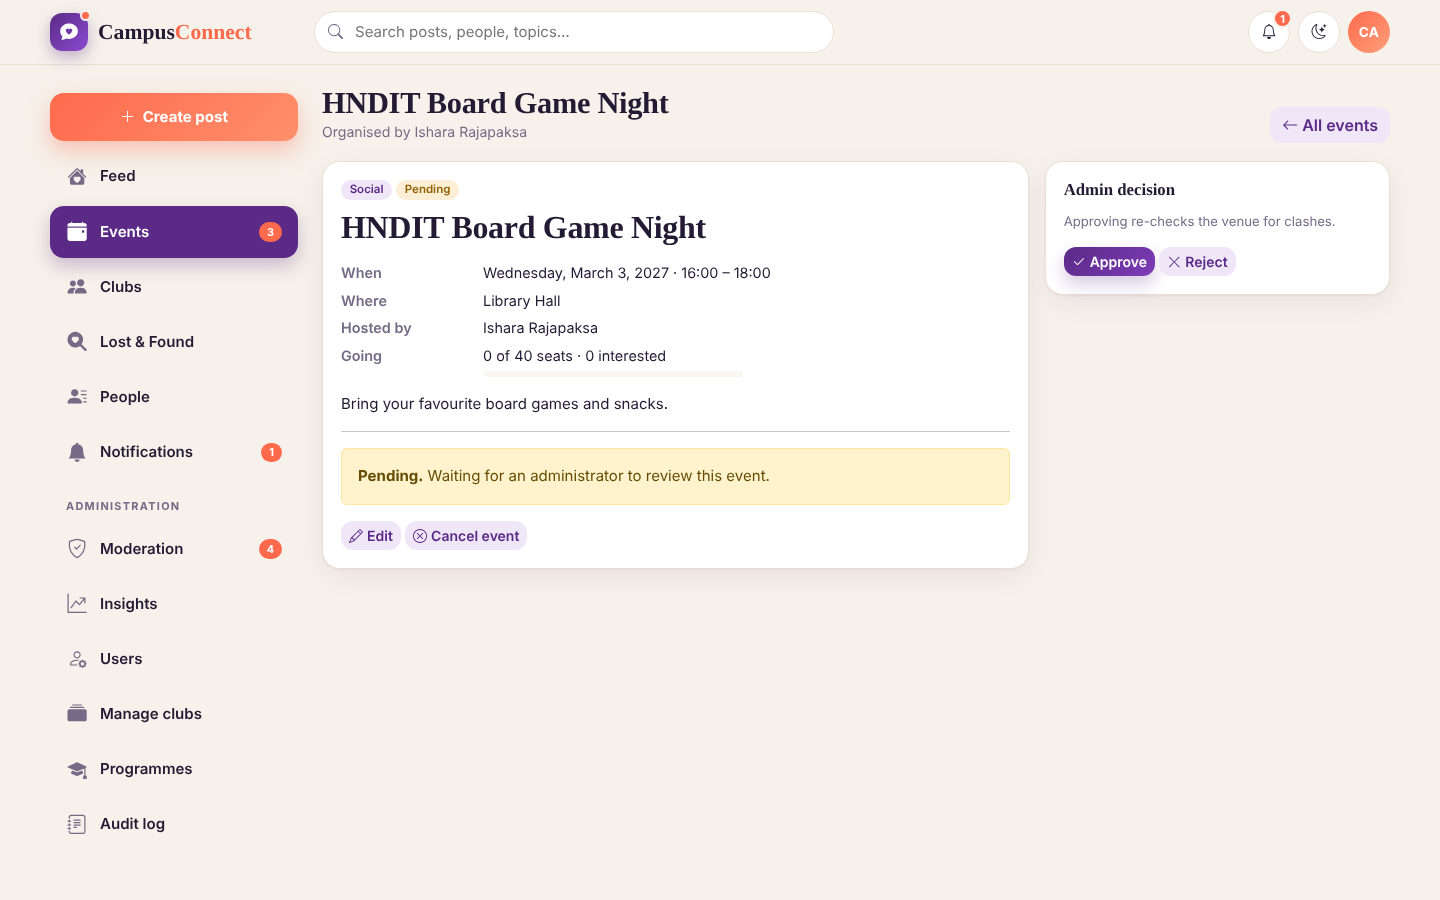 CampusConnect
Search posts, people, topics...
1
CA
Create post
Feed
Events 3
Clubs
Lost & Found
People
Notifications 1
ADMINISTRATION
Moderation 4
Insights
Users
Manage clubs
Programmes
Audit log
HNDIT Board Game Night
Organised by Ishara Rajapaksa
All events
Social Pending
HNDIT Board Game Night
When Wednesday, March 3, 2027 · 16:00 – 18:00
Where Library Hall
Hosted by Ishara Rajapaksa
Going 0 of 40 seats · 0 interested
Bring your favourite board games and snacks.
Pending. Waiting for an administrator to review this event.
Edit Cancel event
Admin decision
Approving re-checks the venue for clashes.
Approve Reject